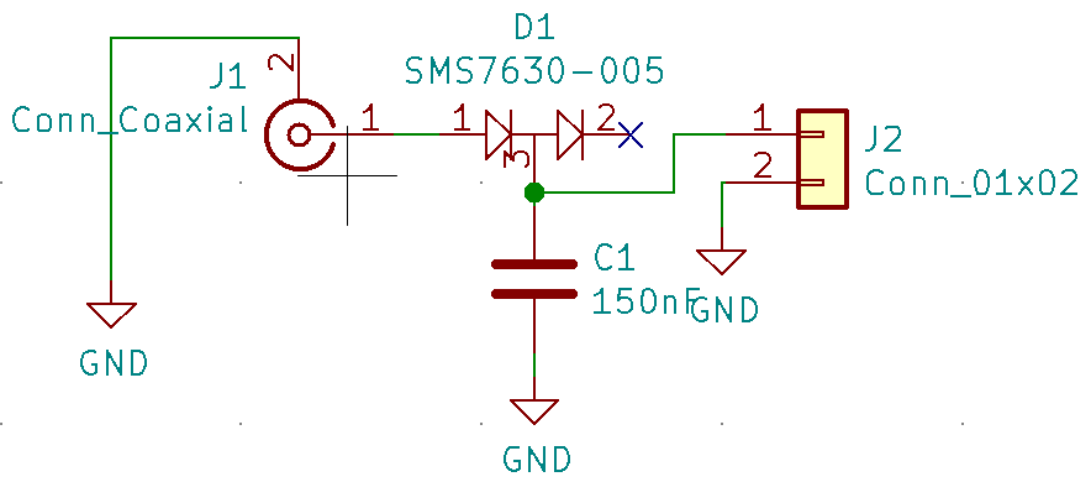 D1
SMS7630-005
J1
Conn_Coaxial
2
1
1
2
3
1
2
J2
Conn_01x02
C1
150nF
GND
GND
GND